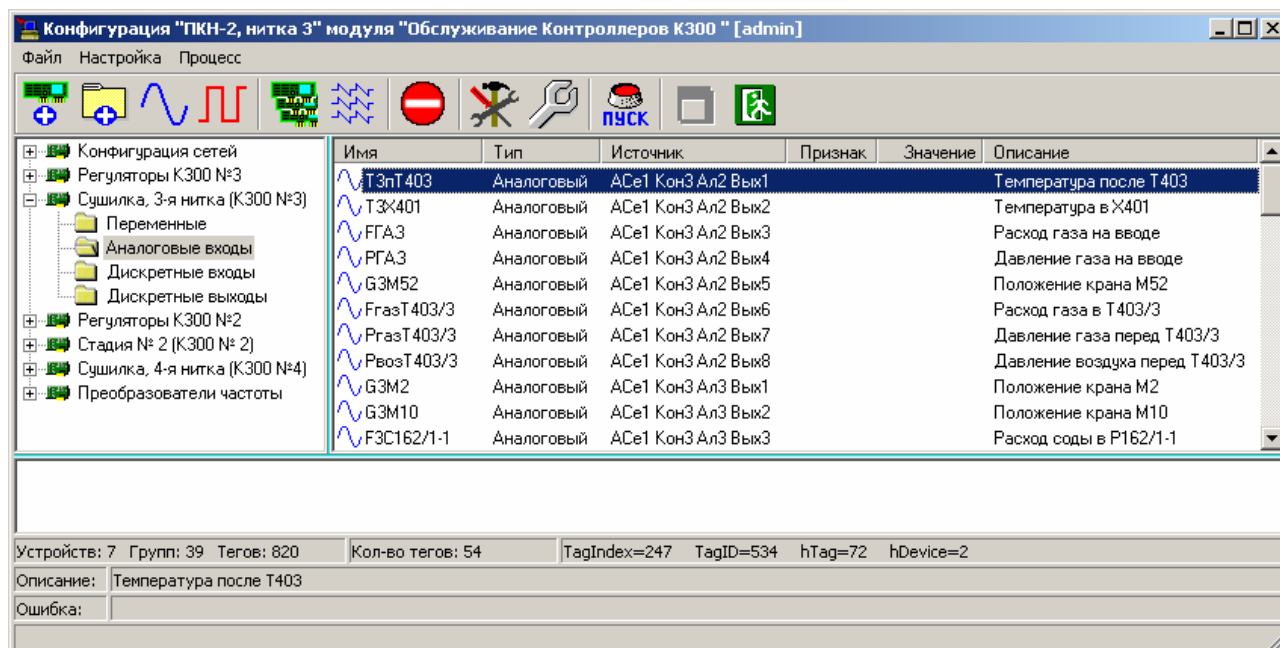 Конфигурация "ПКН-2, нитка 3" модуля "Обслуживание Контроллеров К300 " [admin]
Файл Настройка Процесс
ПУСК
Конфигурация сетей
Регуляторы К300 №3
Сушилка, 3-я нитка (К300 №3)
Переменные
Аналоговые входы
Дискретные входы
Дискретные выходы
Регуляторы К300 №2
Стадия № 2 (К300 № 2)
Сушилка, 4-я нитка (К300 №4)
Преобразователи частоты
Имя Тип Источник Признак Значение Описание
Т3пТ403 Аналоговый АСе1 Кон3 Ал2 Вых1 Температура после Т403
Т3Х401 Аналоговый АСе1 Кон3 Ал2 Вых2 Температура в Х401
FГА3 Аналоговый АСе1 Кон3 Ал2 Вых3 Расход газа на вводе
РГА3 Аналоговый АСе1 Кон3 Ал2 Вых4 Давление газа на вводе
G3М52 Аналоговый АСе1 Кон3 Ал2 Вых5 Положение крана М52
FгазТ403/3 Аналоговый АСе1 Кон3 Ал2 Вых6 Расход газа в Т403/3
РгазТ403/3 Аналоговый АСе1 Кон3 Ал2 Вых7 Давление газа перед Т403/3
РвозТ403/3 Аналоговый АСе1 Кон3 Ал2 Вых8 Давление воздуха перед Т403/3
G3М2 Аналоговый АСе1 Кон3 Ал3 Вых1 Положение крана М2
G3М10 Аналоговый АСе1 Кон3 Ал3 Вых2 Положение крана М10
F3С162/1-1 Аналоговый АСе1 Кон3 Ал3 Вых3 Расход соды в Р162/1-1
Устройств: 7 Групп: 39 Тегов: 820 Кол-во тегов: 54 TagIndex=247 TagID=534 hTag=72 hDevice=2
Описание: Температура после Т403
Ошибка: